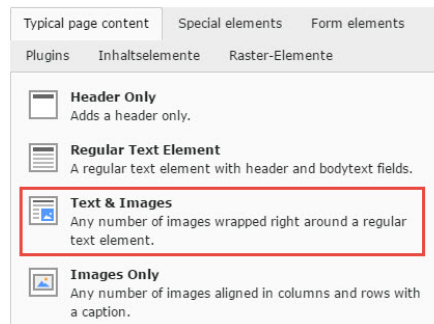 Typical page content Special elements Form elements
Plugins Inhaltselemente Raster-Elemente
Header Only
Adds a header only.
Regular Text Element
A regular text element with header and bodytext fields.
Text & Images
Any number of images wrapped right around a regular
text element.
Images Only
Any number of images aligned in columns and rows with
a caption.